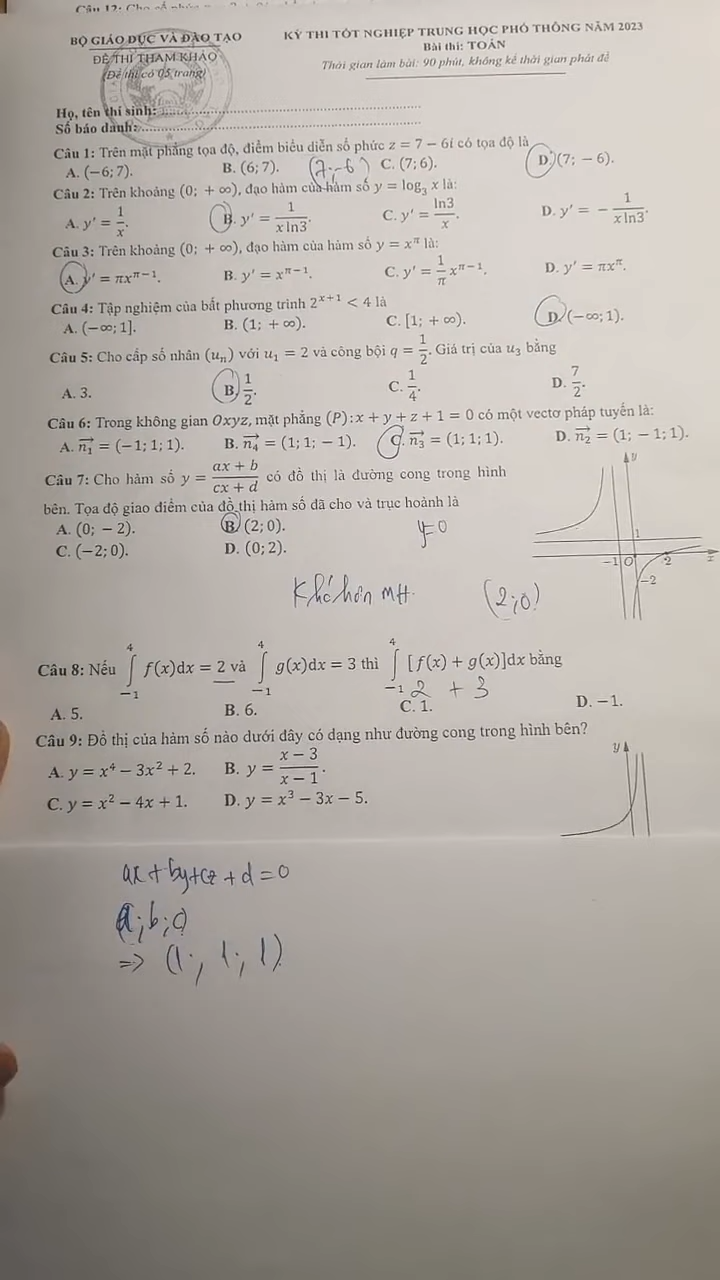 BỘ GIÁO DỤC VÀ ĐÀO TẠO
ĐỀ THI THAM KHẢO
(Đề thi có 05 trang)
KỲ THI TỐT NGHIỆP TRUNG HỌC PHỔ THÔNG NĂM 2023
Bài thi: TOÁN
Thời gian làm bài: 90 phút, không kể thời gian phát đề
Họ, tên thí sinh:
Số báo danh:
Câu 1: Trên mặt phẳng tọa độ, điểm biểu diễn số phức z = 7 − 6i có tọa độ là
A. (−6; 7). B. (6; 7). (7; −6) C. (7; 6). D. (7; −6).
Câu 2: Trên khoảng (0; +∞), đạo hàm của hàm số y = log₃ x là:
A. y′ = 1/x. B. y′ = 1/(x ln3). C. y′ = ln3/x. D. y′ = − 1/(x ln3).
Câu 3: Trên khoảng (0; +∞), đạo hàm của hàm số y = x^π là:
A. y′ = πx^(π−1). B. y′ = x^(π−1). C. y′ = 1/π x^(π−1). D. y′ = πx^π.
Câu 4: Tập nghiệm của bất phương trình 2^(x+1) < 4 là
A. (−∞; 1]. B. (1; +∞). C. [1; +∞). D. (−∞; 1).
Câu 5: Cho cấp số nhân (uₙ) với u₁ = 2 và công bội q = 1/2. Giá trị của u₃ bằng
A. 3. B. 1/2. C. 1/4. D. 7/2.
Câu 6: Trong không gian Oxyz, mặt phẳng (P): x + y + z + 1 = 0 có một vectơ pháp tuyến là:
A. n₁ = (−1; 1; 1). B. n₄ = (1; 1; −1). C. n₃ = (1; 1; 1). D. n₂ = (1; −1; 1).
Câu 7: Cho hàm số y = (ax + b)/(cx + d) có đồ thị là đường cong trong hình
bên. Tọa độ giao điểm của đồ thị hàm số đã cho và trục hoành là
A. (0; −2). B. (2; 0). y=0
C. (−2; 0). D. (0; 2).
y
1
−1 O 2 x
−2
Khó hơn MH (2;0)
Câu 8: Nếu ∫₋₁⁴ f(x)dx = 2 và ∫₋₁⁴ g(x)dx = 3 thì ∫₋₁⁴ [f(x) + g(x)]dx bằng
2 + 3
A. 5. B. 6. C. 1. D. −1.
Câu 9: Đồ thị của hàm số nào dưới đây có dạng như đường cong trong hình bên?
A. y = x⁴ − 3x² + 2. B. y = (x − 3)/(x − 1).
C. y = x² − 4x + 1. D. y = x³ − 3x − 5.
y
ax+by+cz+d=0
(a;b;c)
=> (1; 1; 1)